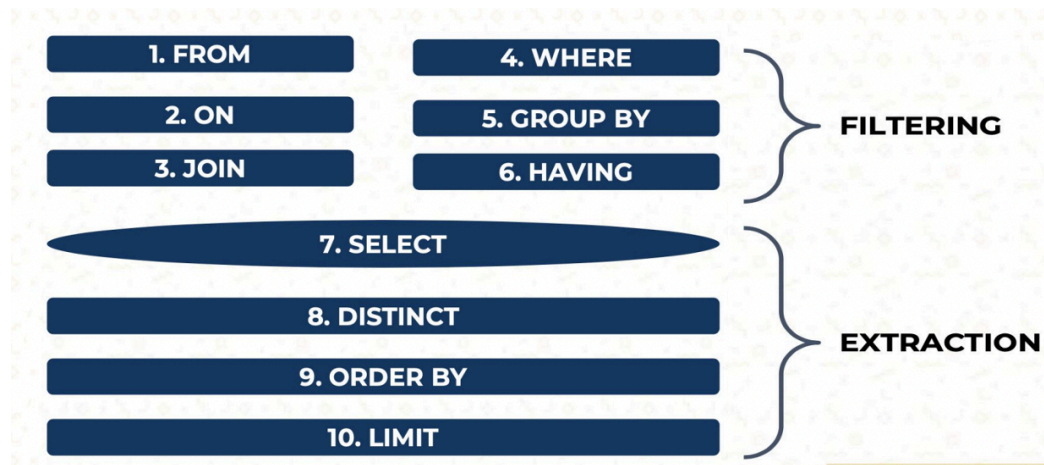 1. FROM
2. ON
3. JOIN
4. WHERE
5. GROUP BY
6. HAVING
FILTERING
7. SELECT
8. DISTINCT
9. ORDER BY
10. LIMIT
EXTRACTION